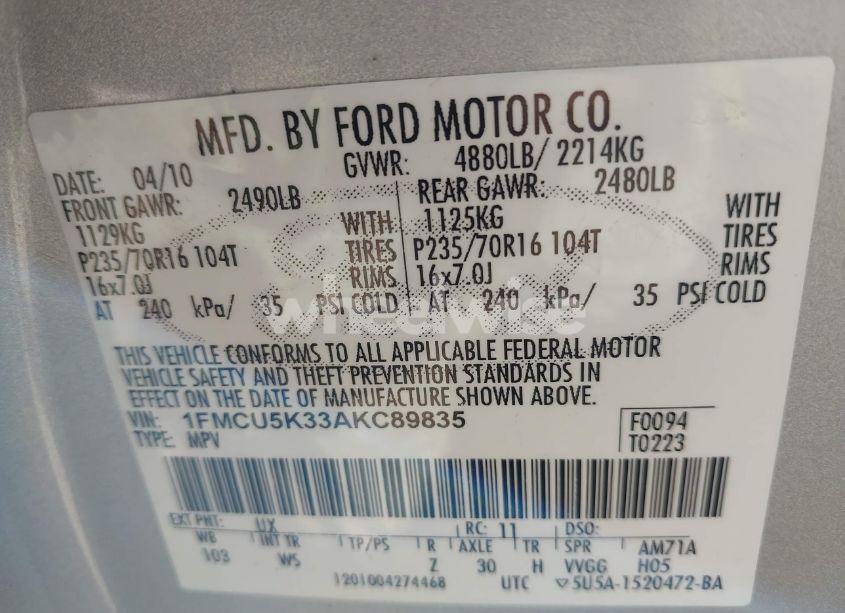 MFD. BY FORD MOTOR CO.
DATE: 04/10 GVWR: 4880LB/ 2214KG
FRONT GAWR: 2490LB REAR GAWR: 2480LB
1129KG WITH 1125KG WITH
P235/70R16 104T TIRES P235/70R16 104T TIRES
16x7.0J RIMS 16x7.0J RIMS
AT 240 kPa/ 35 PSI COLD AT 240 kPa/ 35 PSI COLD
wheelwise
THIS VEHICLE CONFORMS TO ALL APPLICABLE FEDERAL MOTOR
VEHICLE SAFETY AND THEFT PREVENTION STANDARDS IN
EFFECT ON THE DATE OF MANUFACTURE SHOWN ABOVE.
VIN: 1FMCU5K33AKC89835 F0094
TYPE: MPV T0223
EXT PNT: UX RC: 11 DSO:
WB INT TR TP/PS R AXLE TR SPR AM71A
103 WS Z 30 H VVGG H05
1201004274468 UTC 5U5A-1520472-BA